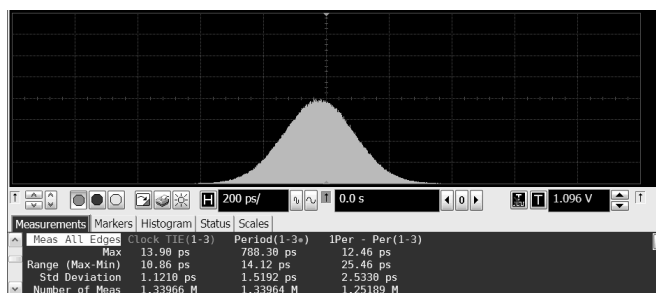 H 200 ps/ 0.0 s 0 T 1.096 V
Measurements Markers Histogram Status Scales
Meas All Edges Clock TIE(1-3) Period(1-3*) 1Per - Per(1-3)
Max 13.90 ps 788.30 ps 12.46 ps
Range (Max-Min) 10.86 ps 14.12 ps 25.46 ps
Std Deviation 1.1210 ps 1.5192 ps 2.5330 ps
Number of Meas 1.33966 M 1.33964 M 1.25189 M